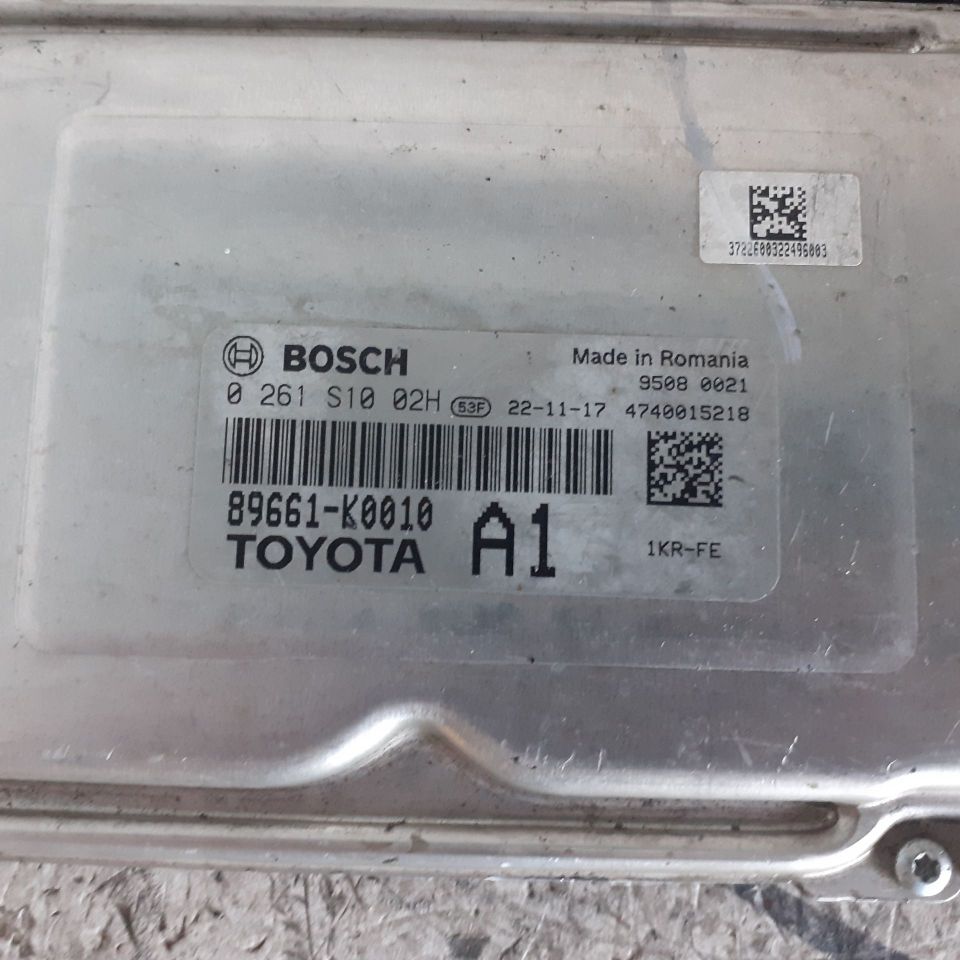 3722600322496003
BOSCH
Made in Romania
9508 0021
0 261 S10 02H 53F 22-11-17 4740015218
89661-K0010
TOYOTA
A1
1KR-FE